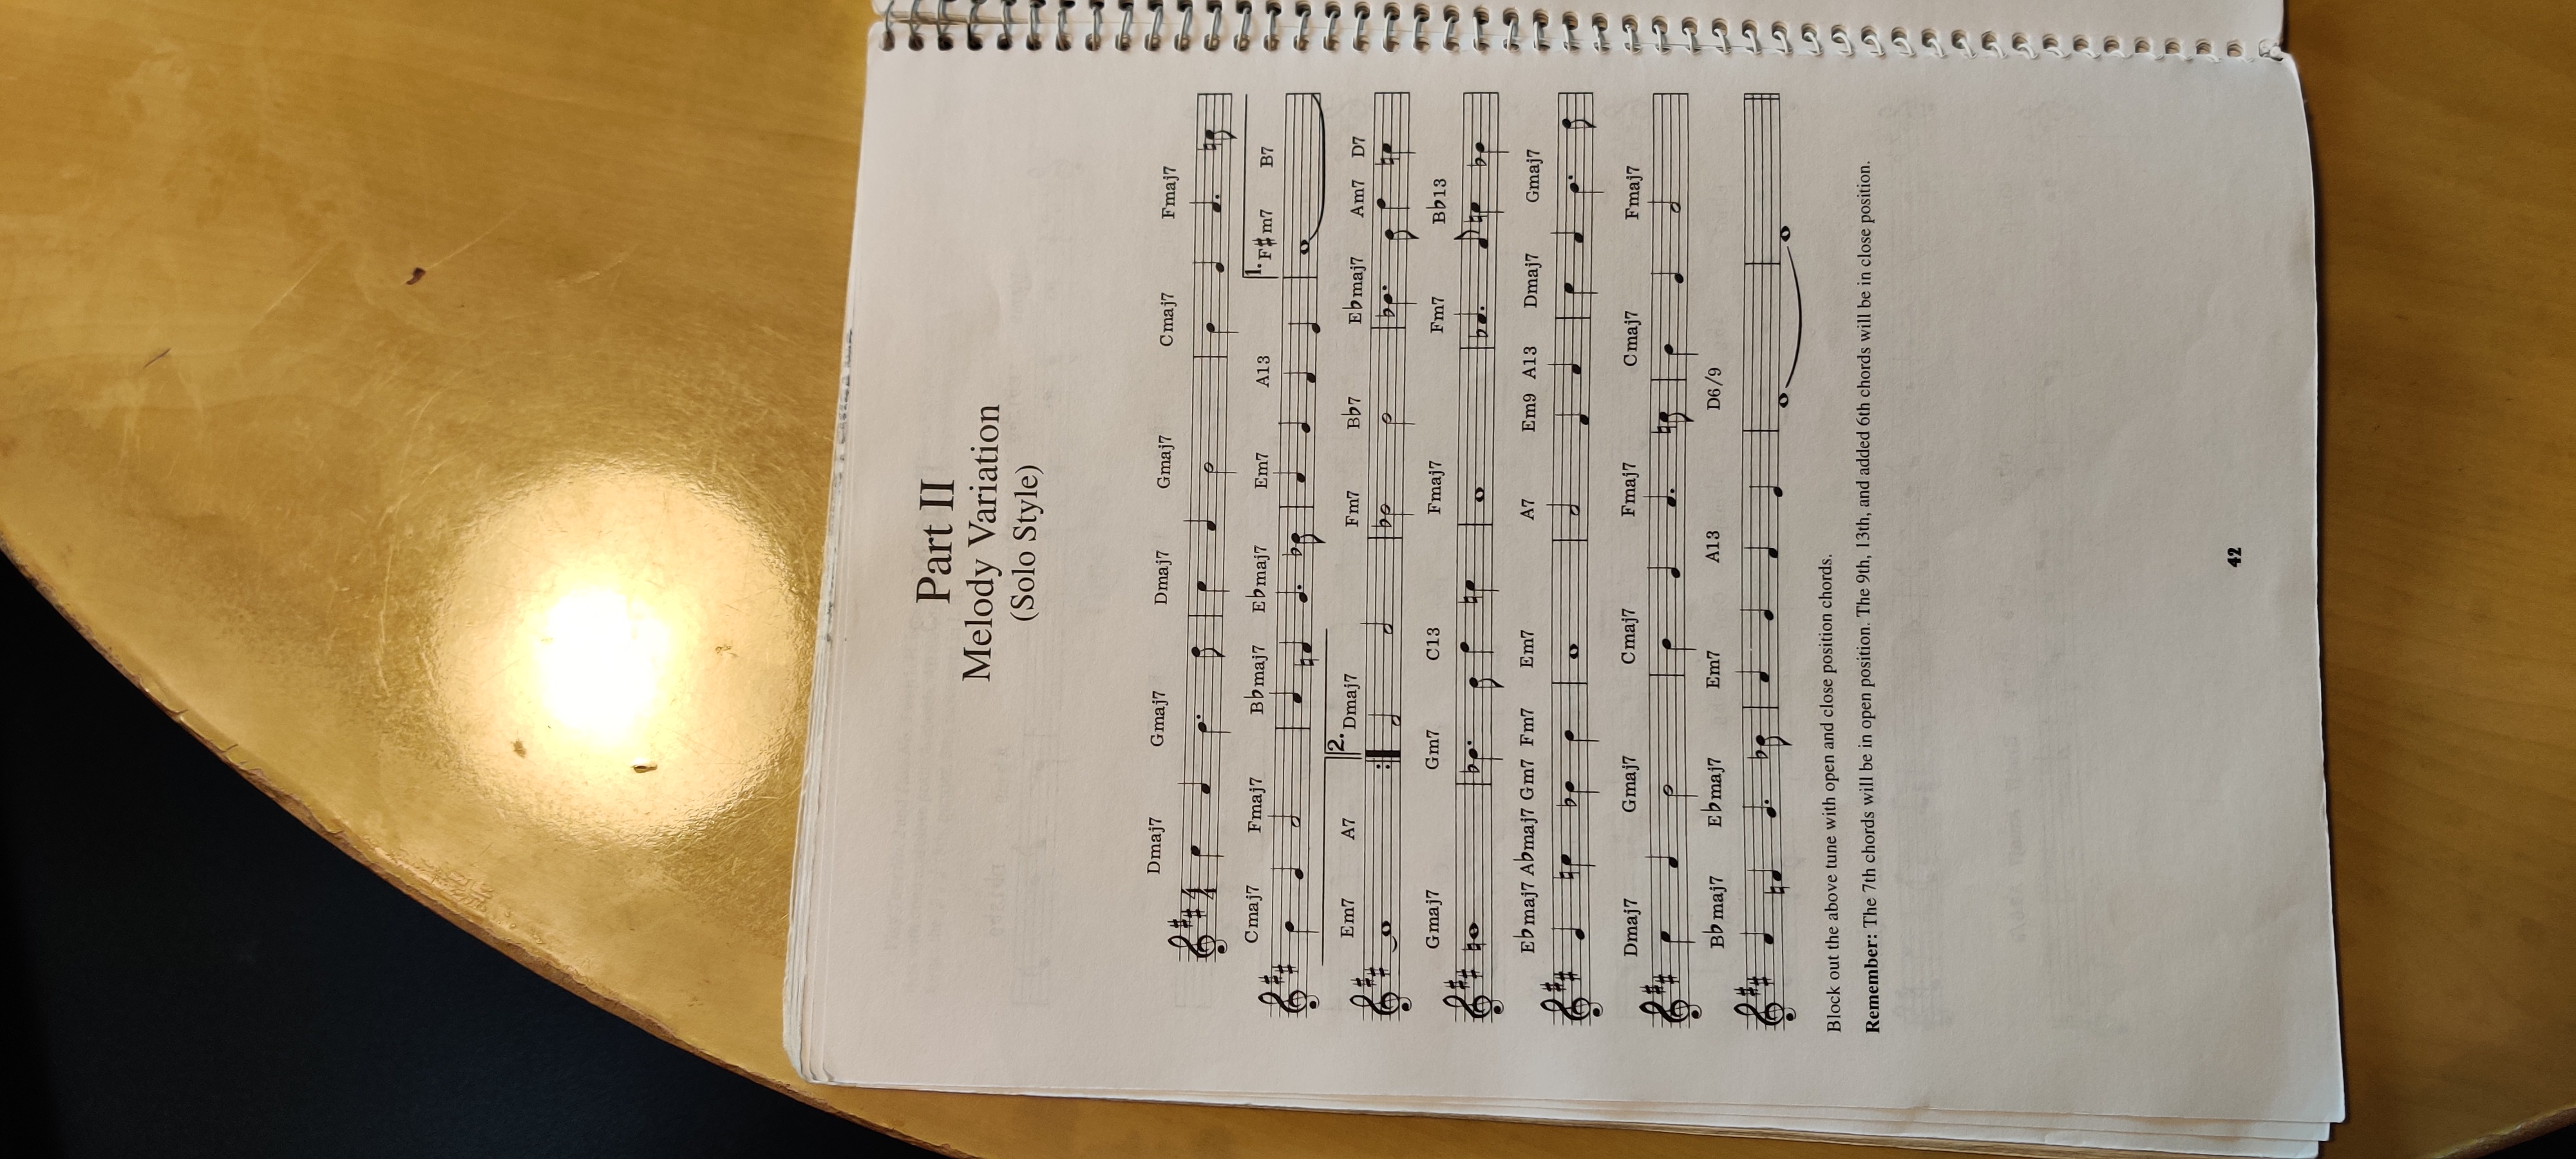 Part II
Melody Variation
(Solo Style)
Dmaj7 Gmaj7 Dmaj7 Gmaj7 Cmaj7 Fmaj7
4
4
1.
Cmaj7 Fmaj7 B♭maj7 E♭maj7 Em7 A13 F♯m7 B7
2.
Em7 A7 Dmaj7 Fm7 B♭7 E♭maj7 Am7 D7
Gmaj7 Gm7 C13 Fmaj7 Fm7 B♭13
E♭maj7 A♭maj7 Gm7 Fm7 Em7 A7 Em9 A13 Dmaj7 Gmaj7
Dmaj7 Gmaj7 Cmaj7 Fmaj7 Cmaj7 Fmaj7
B♭maj7 E♭maj7 Em7 A13 D6/9
Block out the above tune with open and close position chords.
Remember: The 7th chords will be in open position. The 9th, 13th, and added 6th chords will be in close position.
42